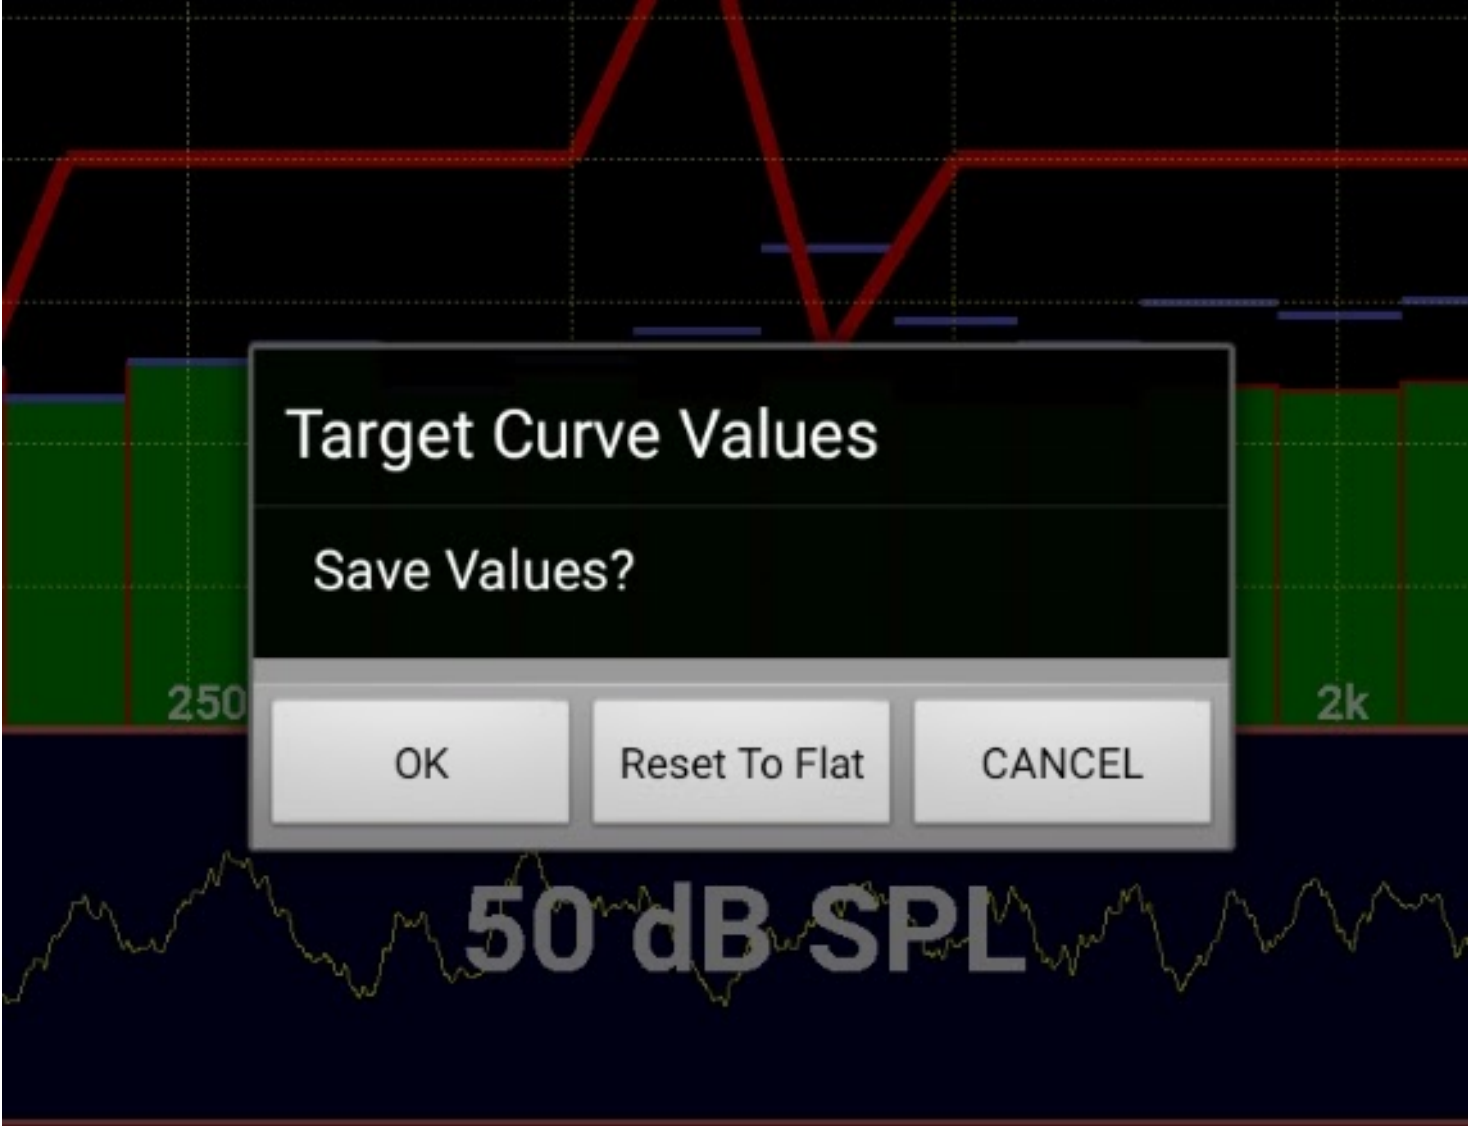 Target Curve Values
Save Values?
250
2k
OK
Reset To Flat
CANCEL
50 dB SPL